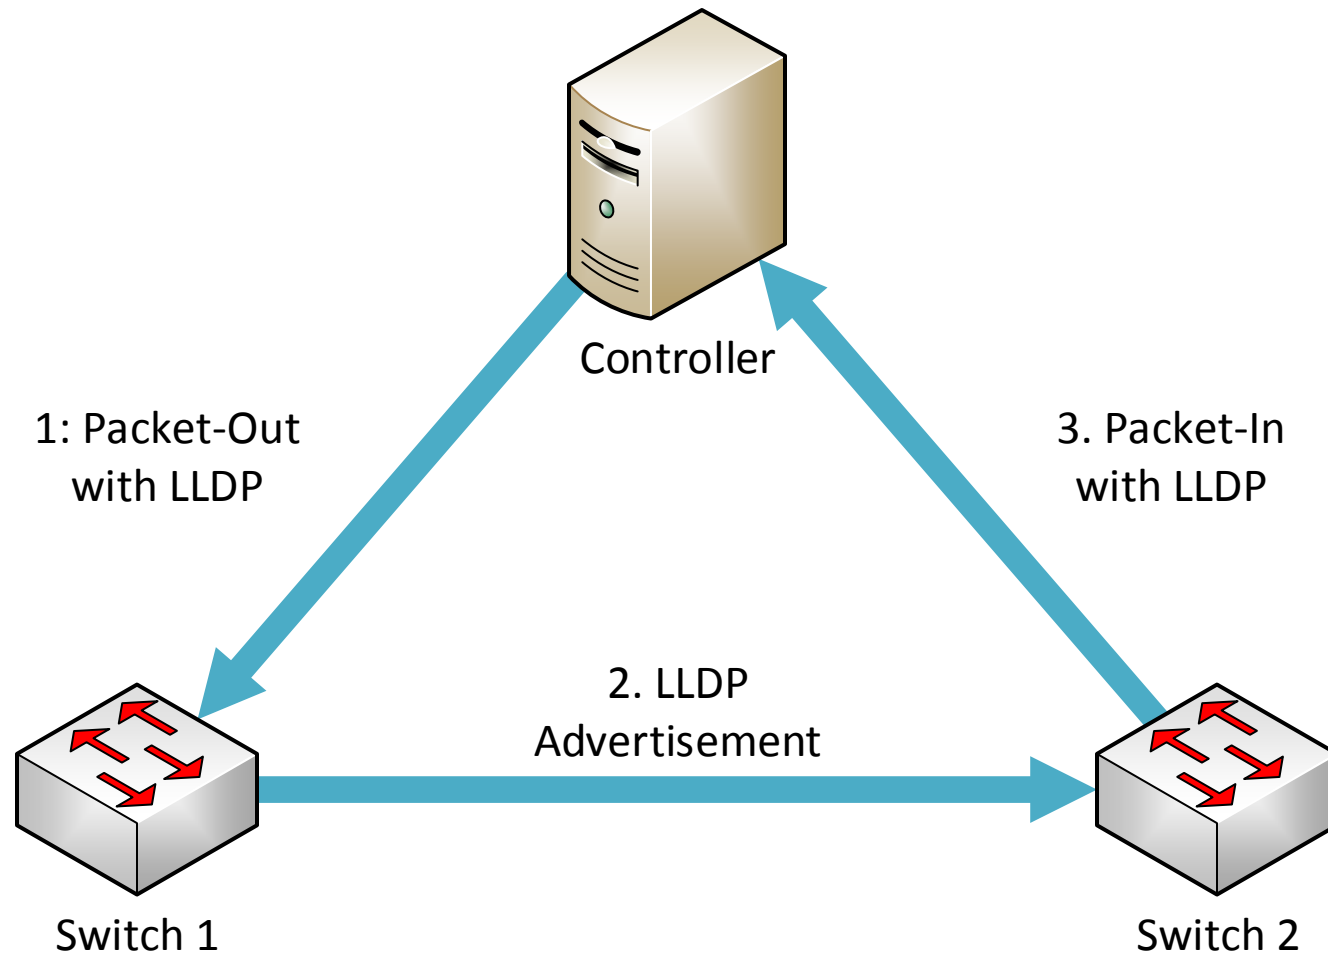 Controller
1: Packet-Out
with LLDP
3. Packet-In
with LLDP
2. LLDP
Advertisement
Switch 1
Switch 2